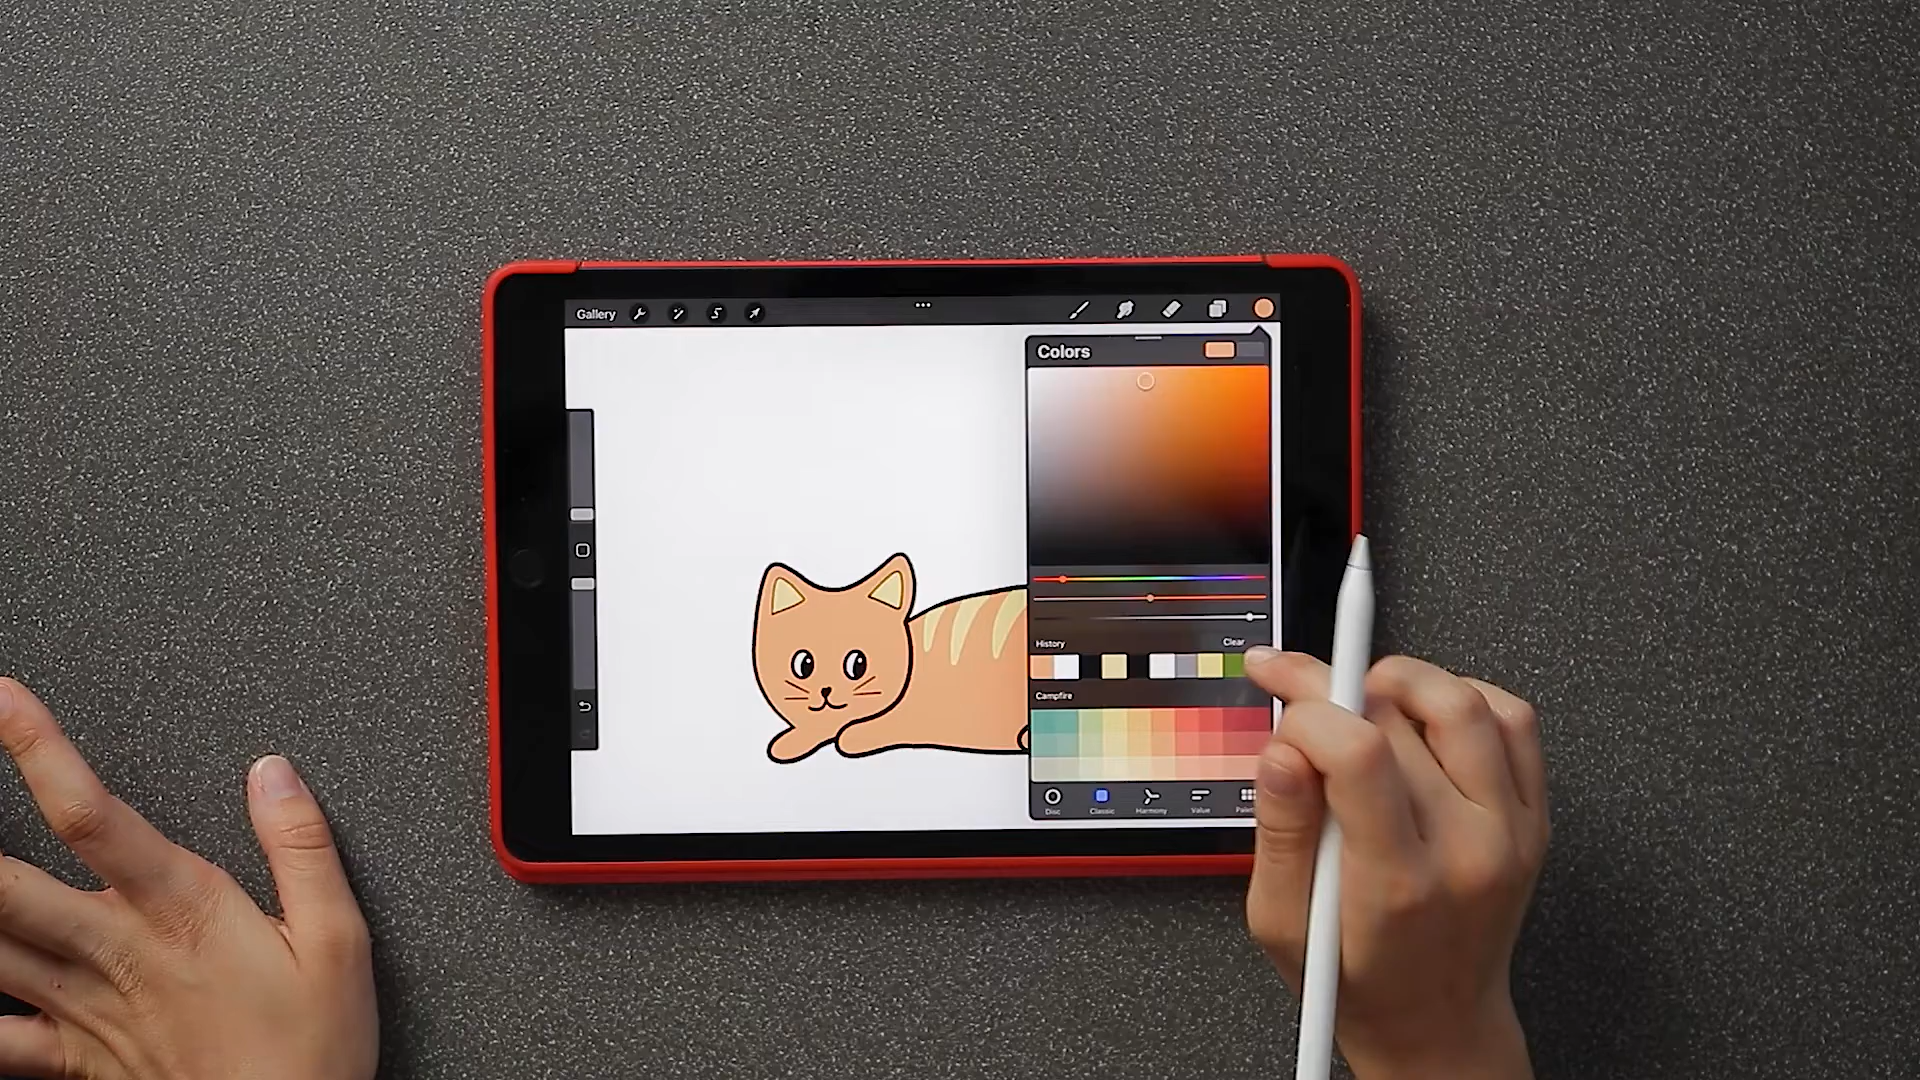 Gallery
Colors
History Clear
Campfire
Disc Classic Harmony Value